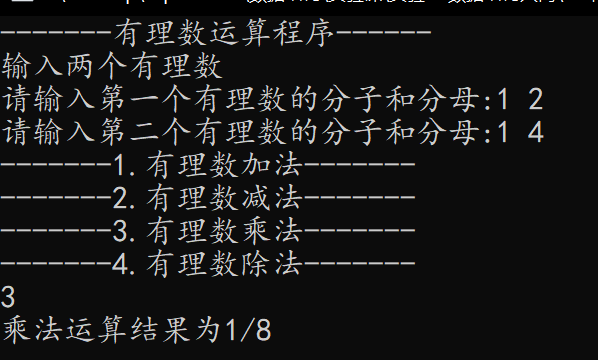 -------有理数运算程序------
输入两个有理数
请输入第一个有理数的分子和分母:1 2
请输入第二个有理数的分子和分母:1 4
-------1.有理数加法-------
-------2.有理数减法-------
-------3.有理数乘法-------
-------4.有理数除法-------
3
乘法运算结果为1/8